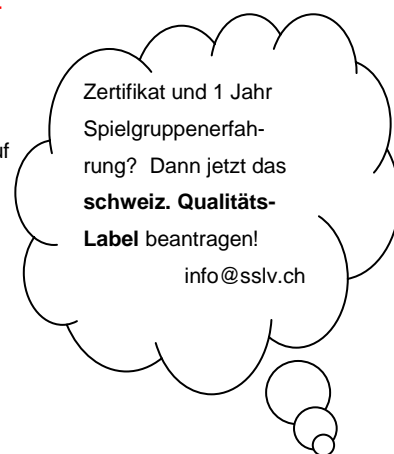 Zertifikat und 1 Jahr
Spielgruppenerfah-
rung?  Dann jetzt das
schweiz. Qualitäts-
Label beantragen!
info@sslv.ch